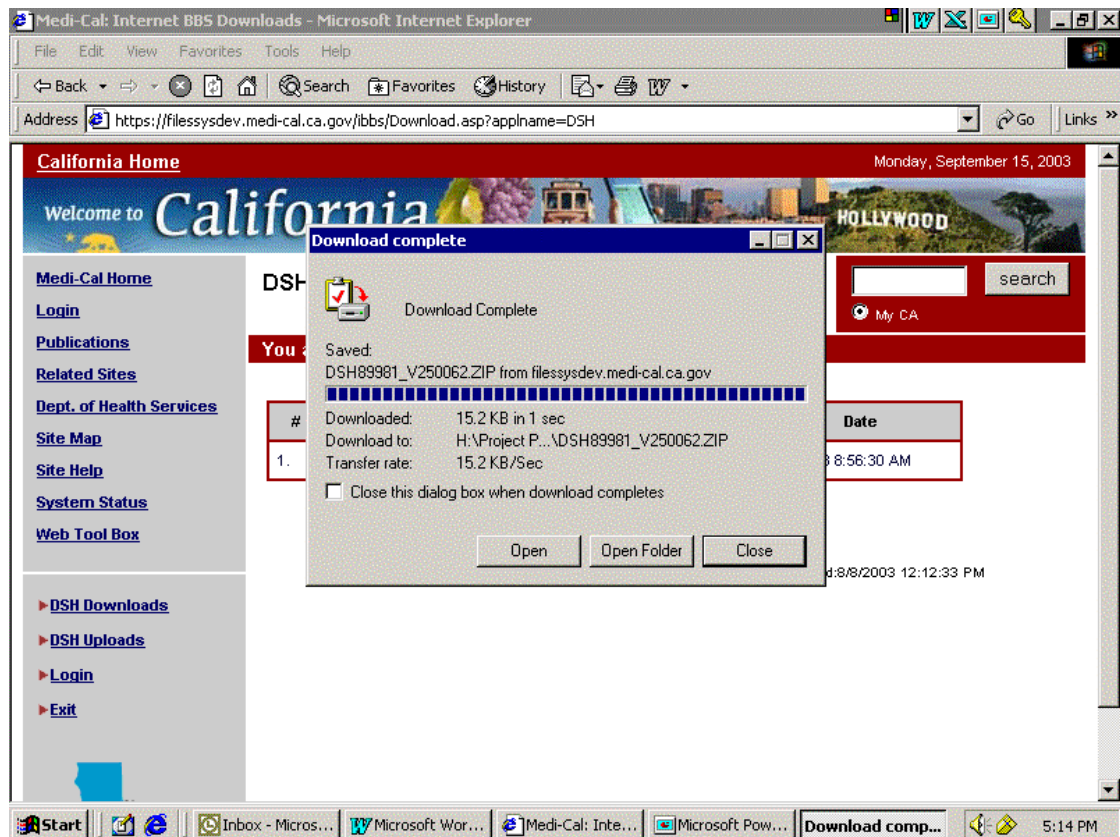 Medi-Cal: Internet BBS Downloads - Microsoft Internet Explorer
File Edit View Favorites Tools Help
Back Search Favorites History
Address https://filessysdev.medi-cal.ca.gov/ibbs/Download.asp?applname=DSH Go Links »
California Home Monday, September 15, 2003
Welcome to California
HOLLYWOOD
Download complete
Medi-Cal Home
DSH
search
Login
Download Complete
My CA
Publications
You
Saved:
Related Sites
DSH89981_V250062.ZIP from filessysdev.medi-cal.ca.gov
Dept. of Health Services
# Downloaded: 15.2 KB in 1 sec Date
Site Map
Download to: H:\Project P...\DSH89981_V250062.ZIP
1. Transfer rate: 15.2 KB/Sec 8:56:30 AM
Site Help
Close this dialog box when download completes
System Status
Web Tool Box
Open Open Folder Close
d:8/8/2003 12:12:33 PM
DSH Downloads
DSH Uploads
Login
Exit
Start Inbox - Micros... Microsoft Wor... Medi-Cal: Inte... Microsoft Pow... Download comp... 5:14 PM